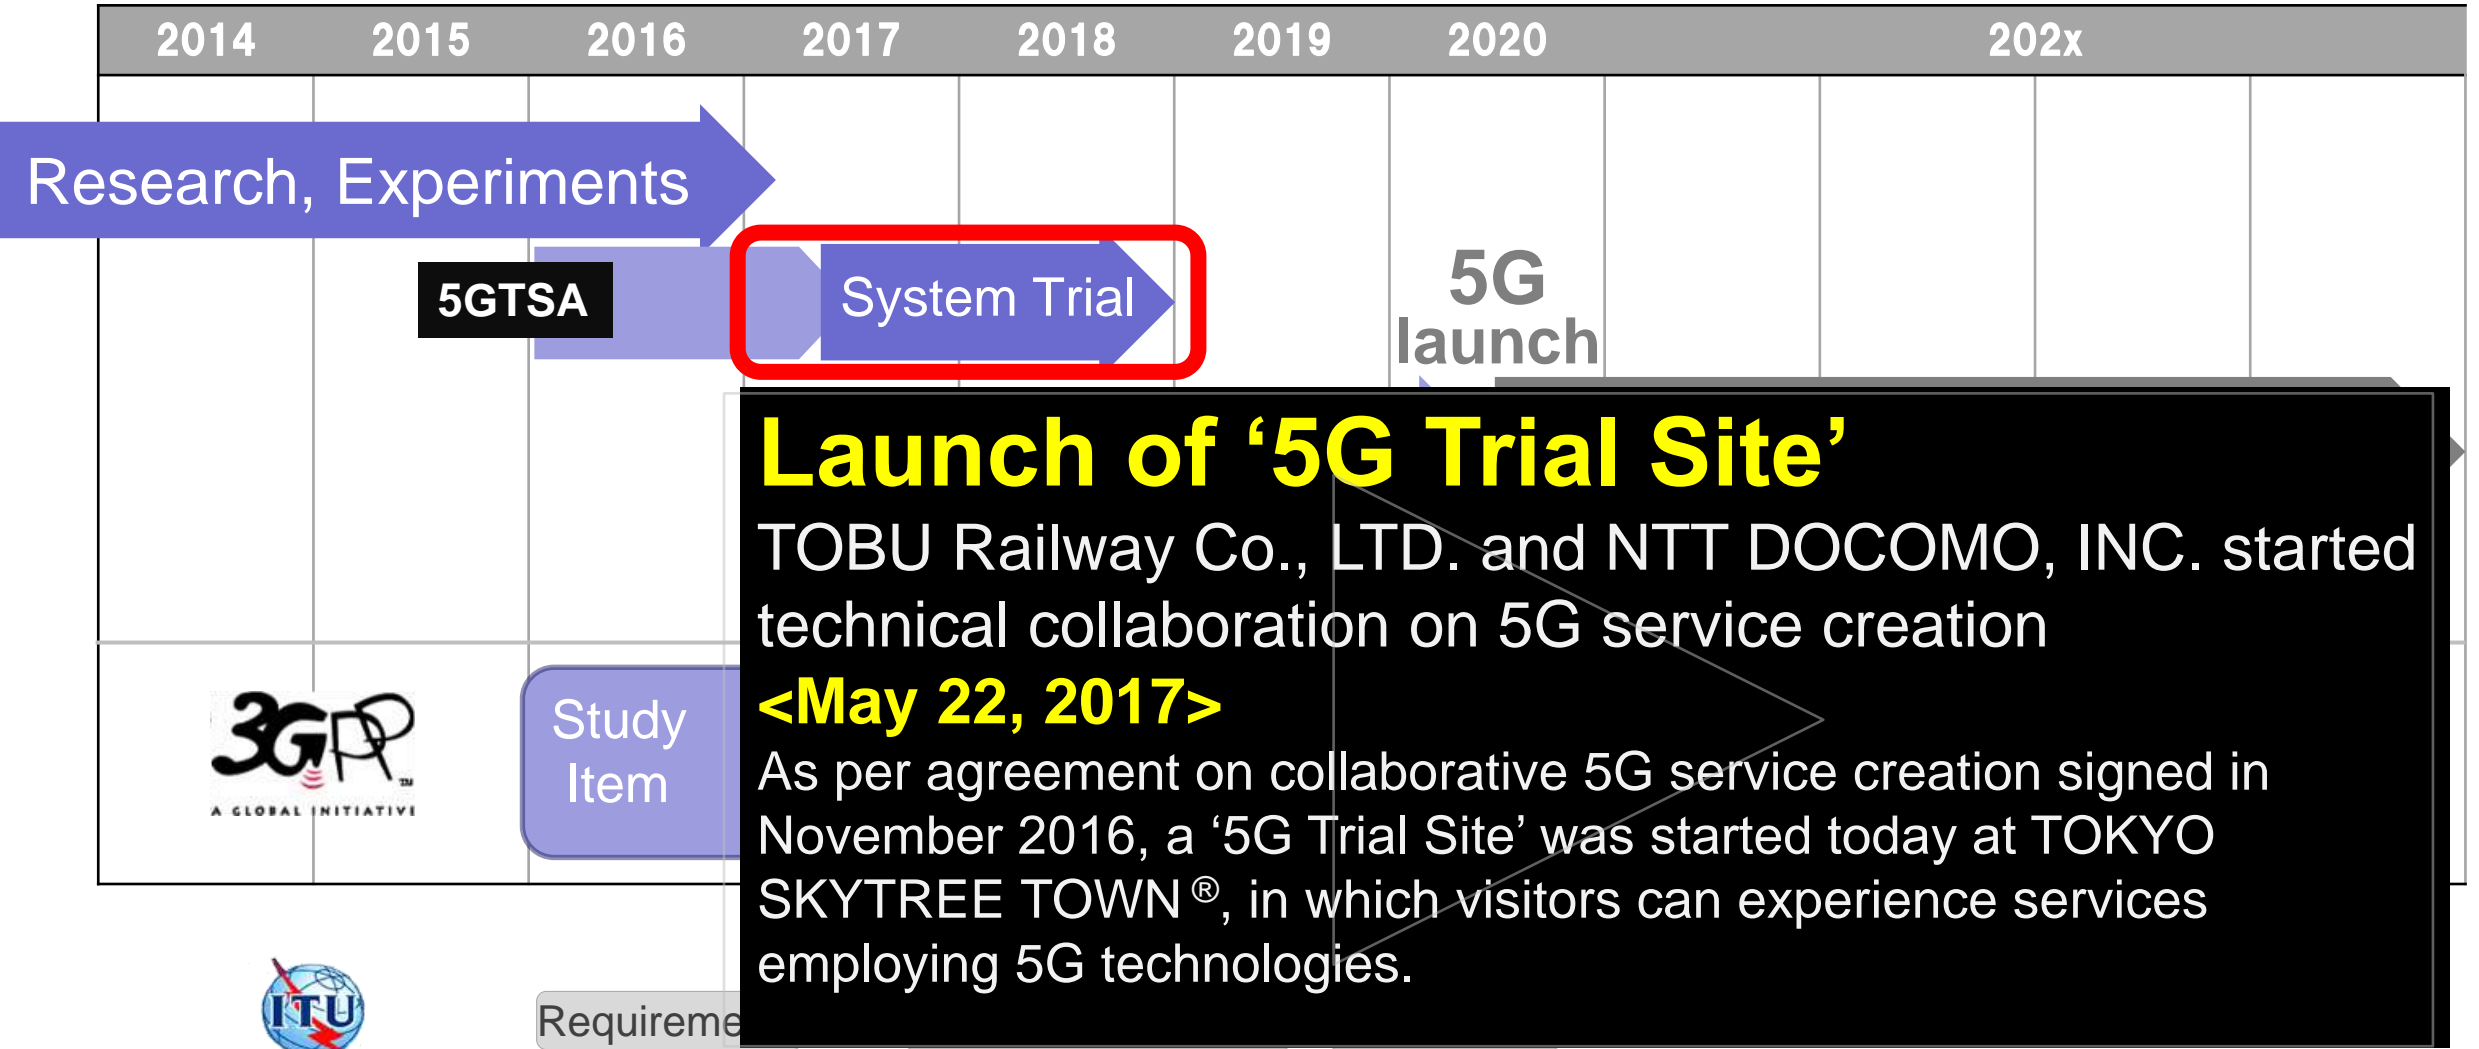 2014 2015 2016 2017 2018 2019 2020 202x
Research, Experiments
5GTSA
System Trial
5G
launch
Launch of ‘5G Trial Site’
TOBU Railway Co., LTD. and NTT DOCOMO, INC. started
technical collaboration on 5G service creation
<May 22, 2017>
As per agreement on collaborative 5G service creation signed in
November 2016, a ‘5G Trial Site’ was started today at TOKYO
SKYTREE TOWN®, in which visitors can experience services
employing 5G technologies.
3GPP™
A GLOBAL INITIATIVE
Study
Item
ITU
Requireme